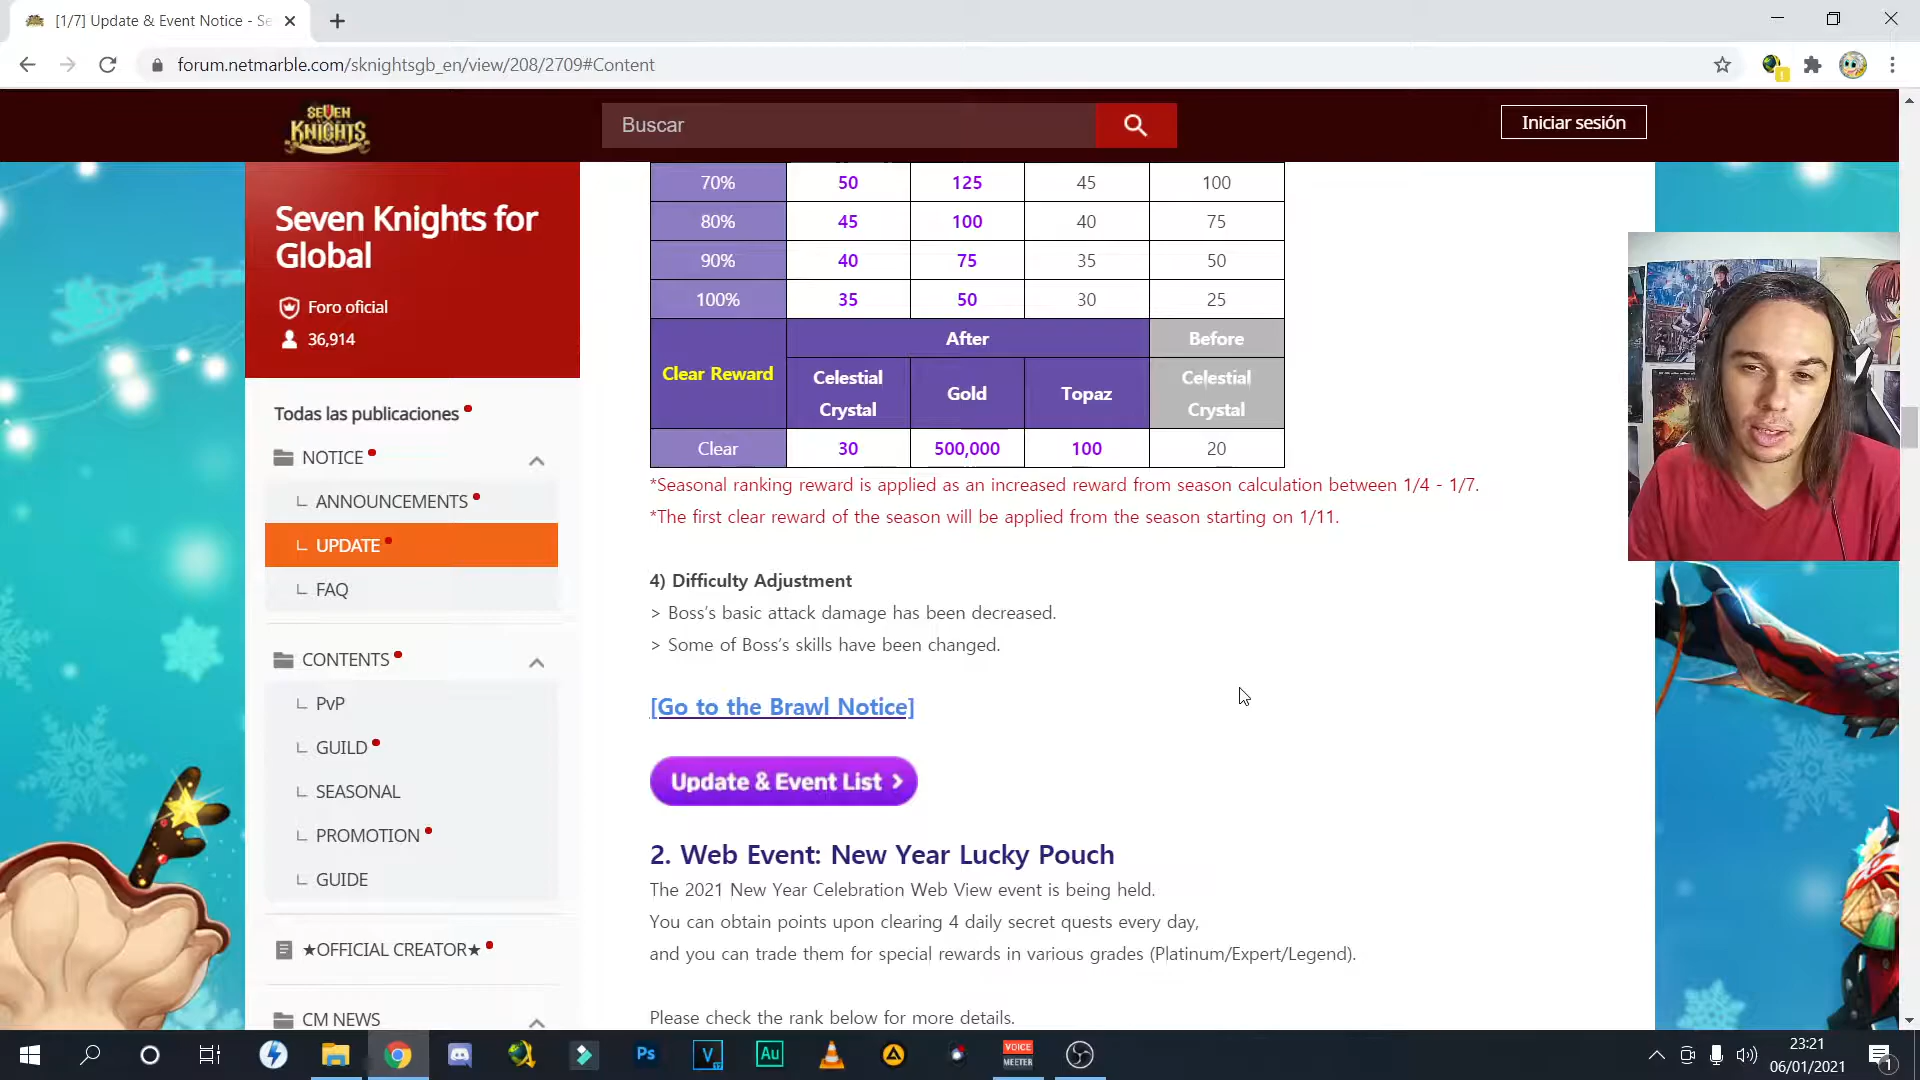 [1/7] Update & Event Notice - Se
forum.netmarble.com/sknightsgb_en/view/208/2709#Content
SEVEN
KNIGHTS
Buscar
Iniciar sesión
Seven Knights for
Global
Foro oficial
36,914
Todas las publicaciones
NOTICE
ANNOUNCEMENTS
UPDATE
FAQ
CONTENTS
PvP
GUILD
SEASONAL
PROMOTION
GUIDE
★OFFICIAL CREATOR★
CM NEWS
70% 50 125 45 100
80% 45 100 40 75
90% 40 75 35 50
100% 35 50 30 25
Clear Reward After Before
Celestial Crystal Gold Topaz Celestial Crystal
Clear 30 500,000 100 20
*Seasonal ranking reward is applied as an increased reward from season calculation between 1/4 - 1/7.
*The first clear reward of the season will be applied from the season starting on 1/11.
4) Difficulty Adjustment
> Boss's basic attack damage has been decreased.
> Some of Boss's skills have been changed.
[Go to the Brawl Notice]
Update & Event List >
2. Web Event: New Year Lucky Pouch
The 2021 New Year Celebration Web View event is being held.
You can obtain points upon clearing 4 daily secret quests every day,
and you can trade them for special rewards in various grades (Platinum/Expert/Legend).
Please check the rank below for more details.
Ps
V
Au
VOICE
MEETER
23:21
06/01/2021
1